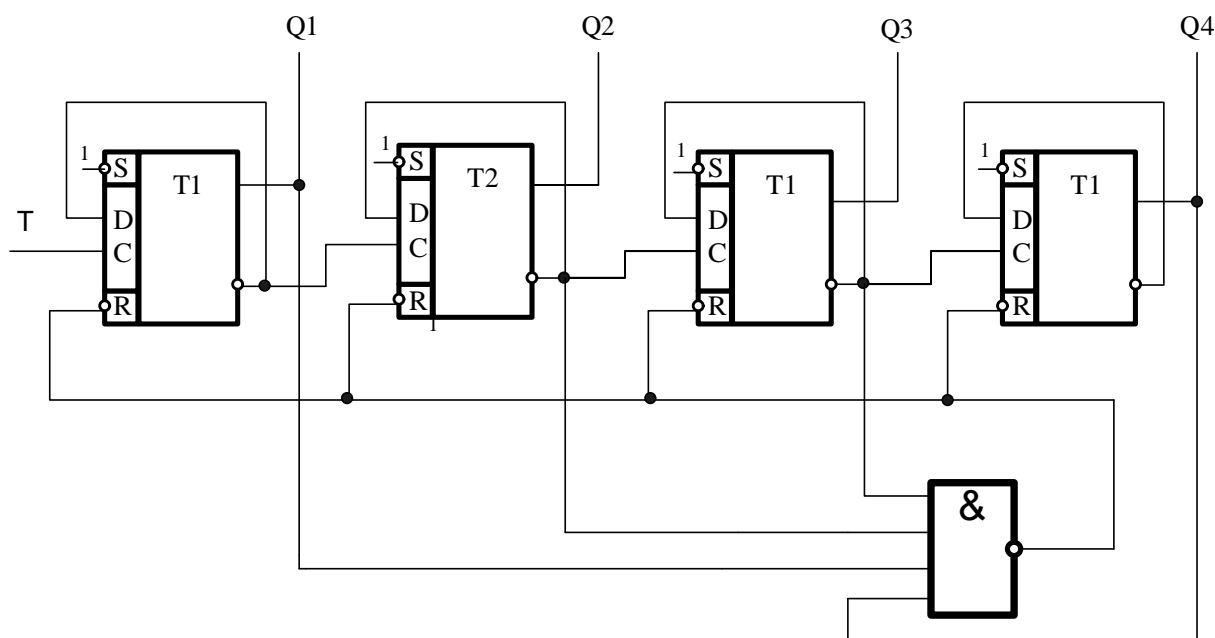 Q1 Q2 Q3 Q4
1 S T1
1 S T2
1 S T1
1 S T1
T D D D D
C C C C
R R R R
1
&